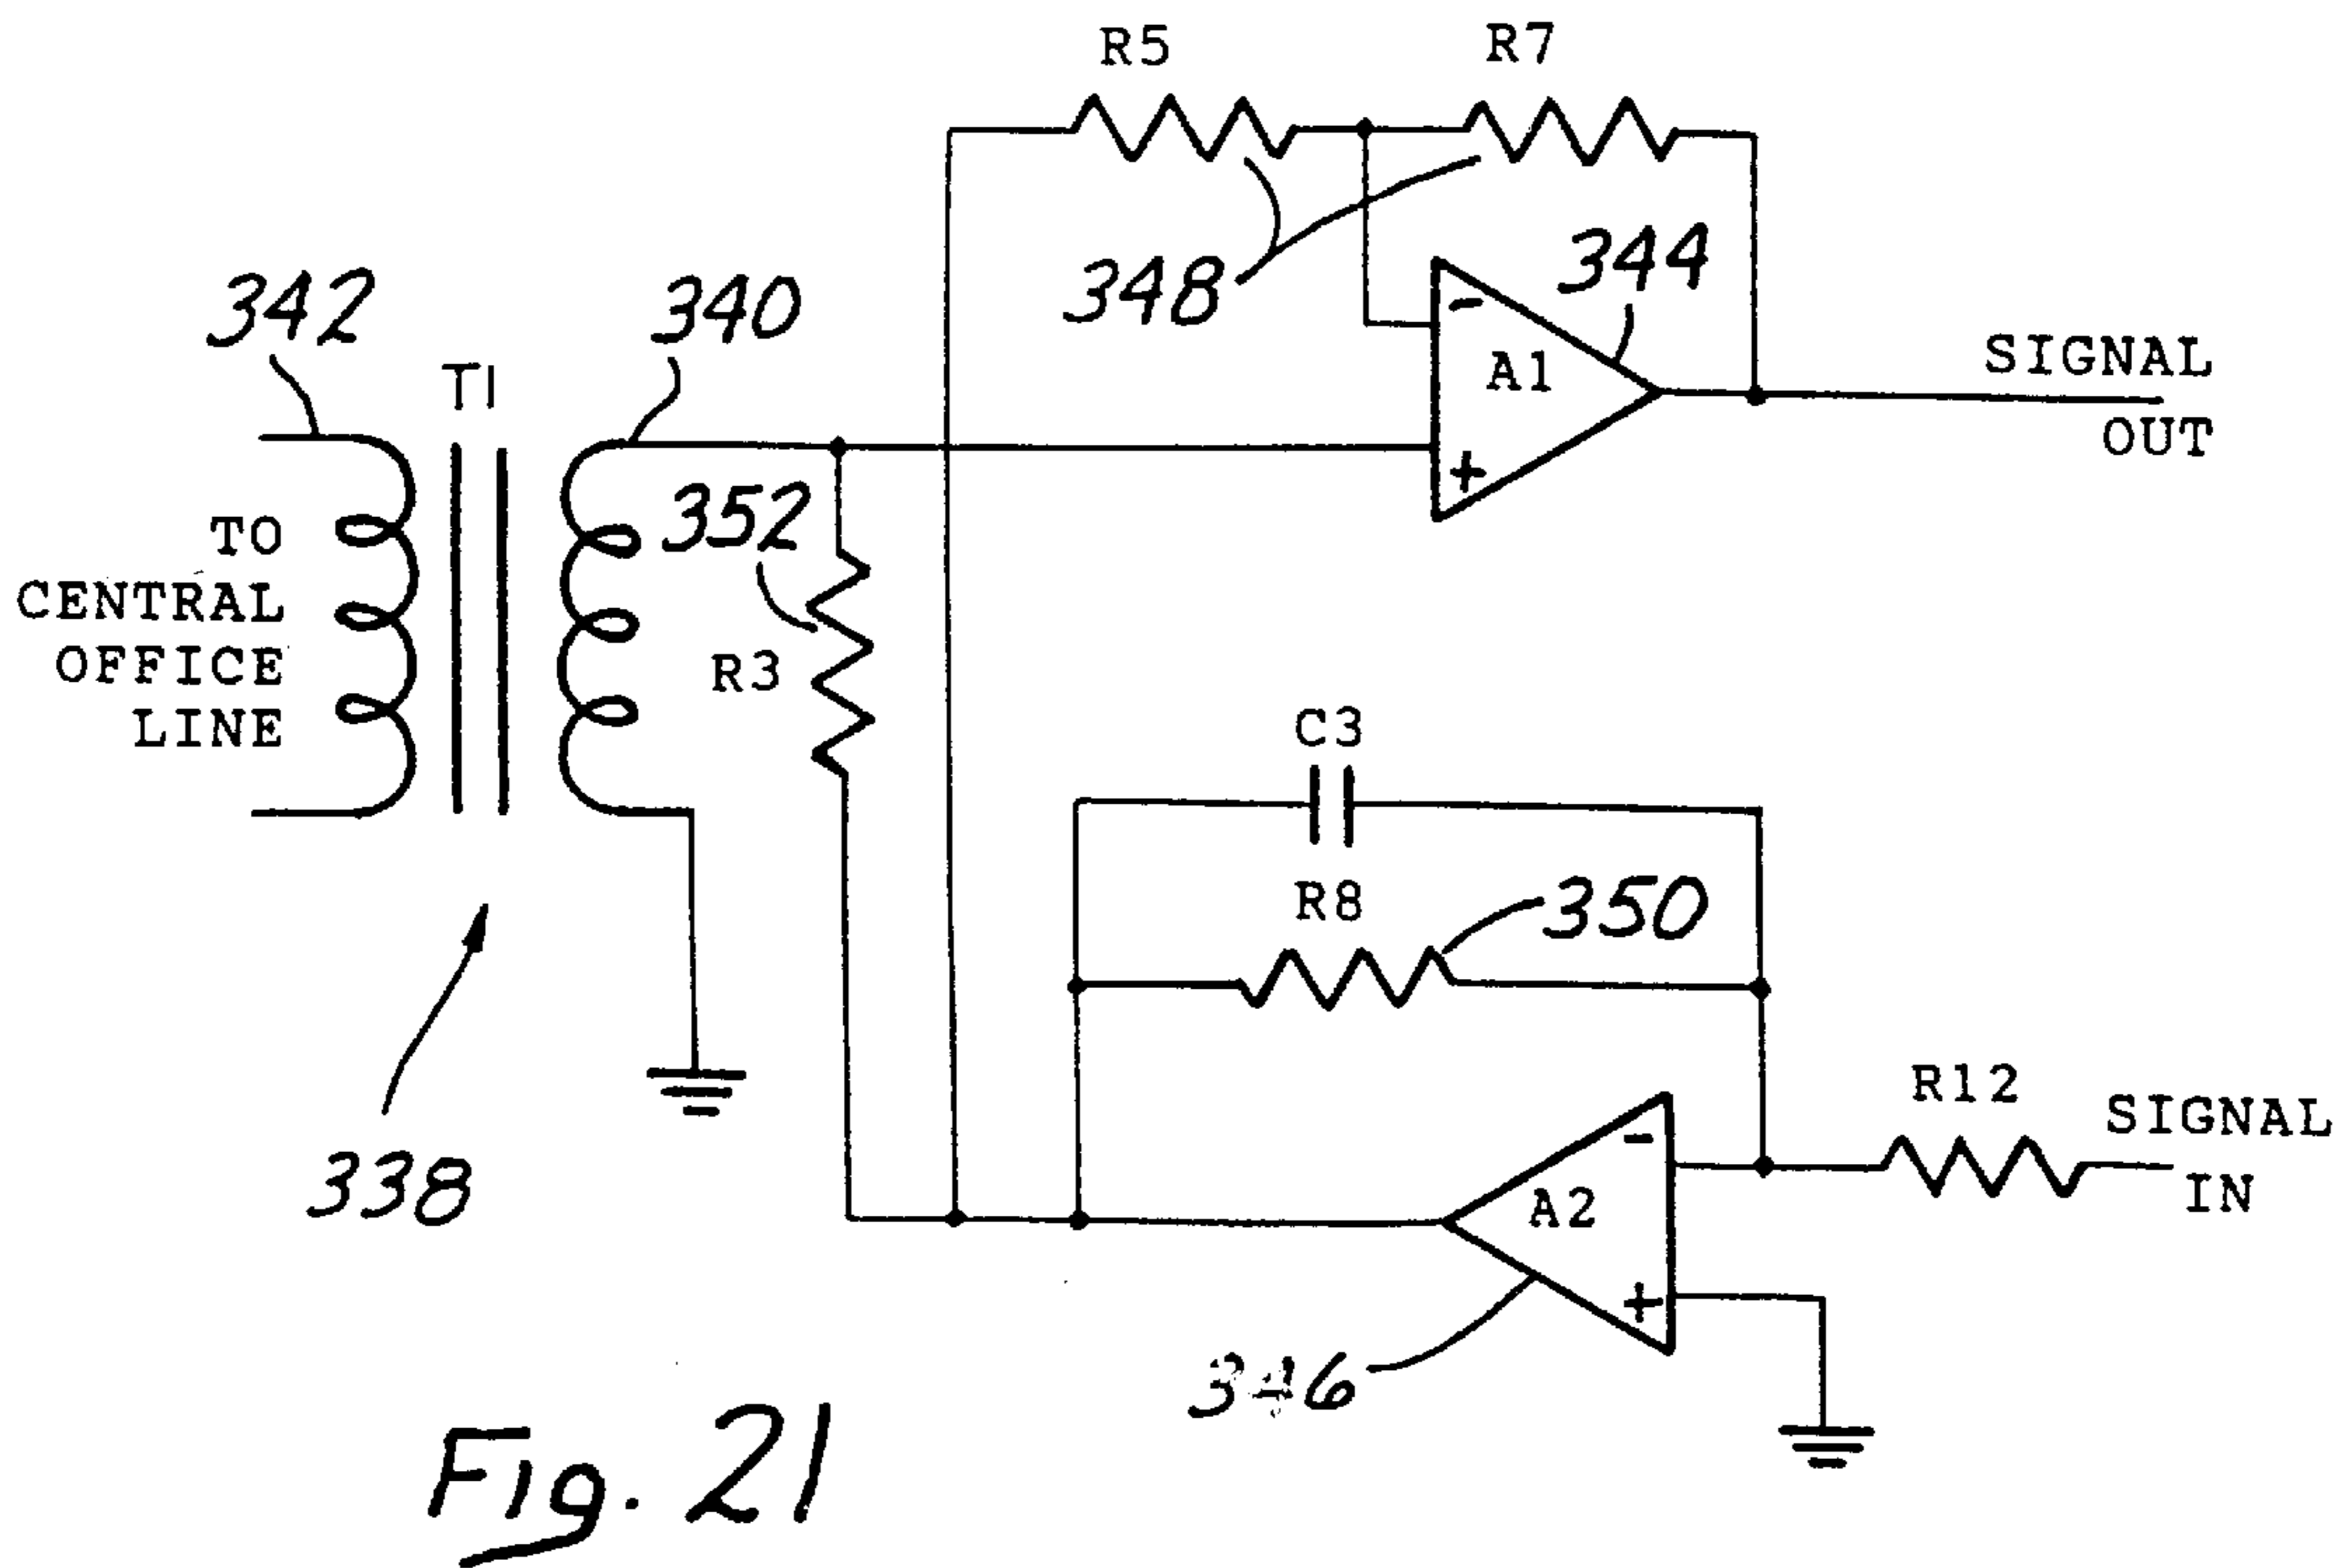 R5
R7
348
344
342
340
T1
A1
-
+
SIGNAL
OUT
352
TO
CENTRAL
OFFICE
LINE
R3
C3
R8
350
338
R12
SIGNAL
IN
-
A2
+
346
Fig. 21